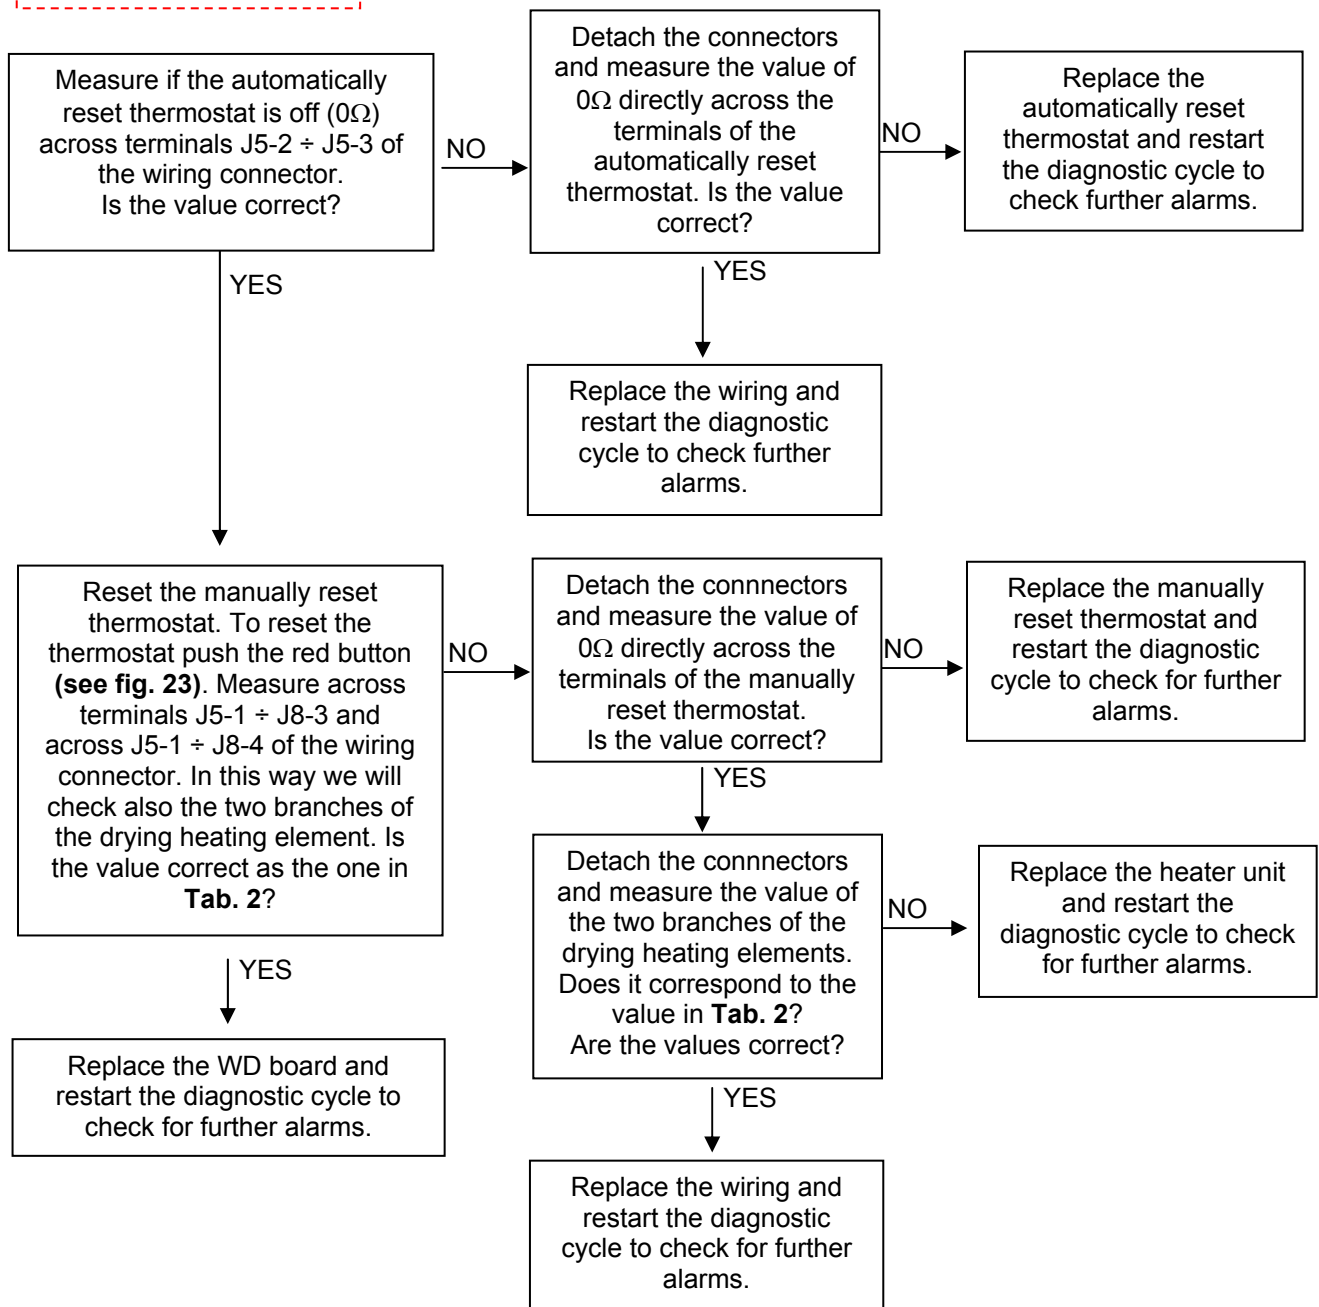 Measure if the automatically
reset thermostat is off (0Ω)
across terminals J5-2 ÷ J5-3 of
the wiring connector.
Is the value correct?
NO
Detach the connectors
and measure the value of
0Ω directly across the
terminals of the
automatically reset
thermostat. Is the value
correct?
NO
Replace the
automatically reset
thermostat and restart
the diagnostic cycle to
check further alarms.
YES
YES
Replace the wiring and
restart the diagnostic
cycle to check further
alarms.
Reset the manually reset
thermostat. To reset the
thermostat push the red button
(see fig. 23). Measure across
terminals J5-1 ÷ J8-3 and
across J5-1 ÷ J8-4 of the wiring
connector. In this way we will
check also the two branches of
the drying heating element. Is
the value correct as the one in
Tab. 2?
NO
Detach the connnectors
and measure the value of
0Ω directly across the
terminals of the manually
reset thermostat.
Is the value correct?
NO
Replace the manually
reset thermostat and
restart the diagnostic
cycle to check for further
alarms.
YES
Detach the connnectors
and measure the value of
the two branches of the
drying heating elements.
Does it correspond to the
value in Tab. 2?
Are the values correct?
NO
Replace the heater unit
and restart the
diagnostic cycle to check
for further alarms.
YES
Replace the WD board and
restart the diagnostic cycle to
check for further alarms.
YES
Replace the wiring and
restart the diagnostic
cycle to check for further
alarms.